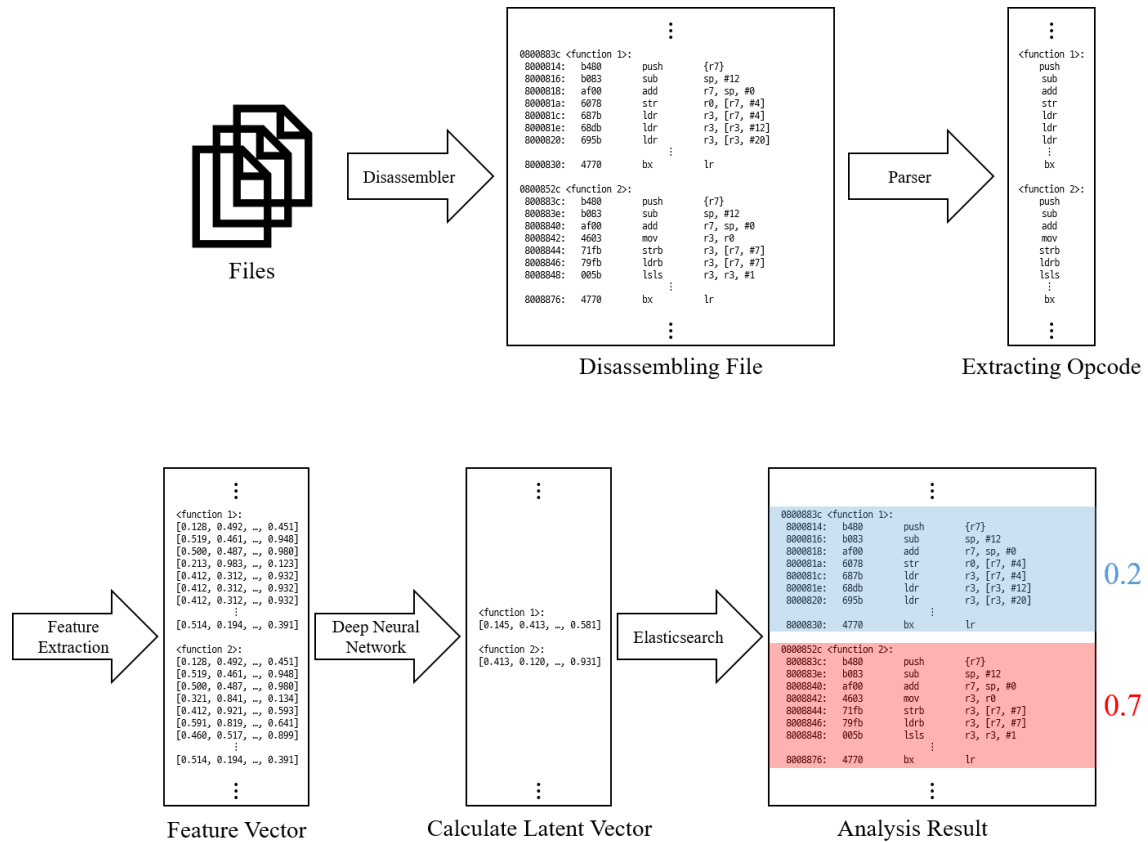 Files
Disassembler
⋮
0800883c <function 1>:
8000814: b480 push {r7}
8000816: b083 sub sp, #12
8000818: af00 add r7, sp, #0
800081a: 6078 str r0, [r7, #4]
800081c: 687b ldr r3, [r7, #4]
800081e: 68db ldr r3, [r3, #12]
8000820: 695b ldr r3, [r3, #20]
⋮
8000830: 4770 bx lr
0800852c <function 2>:
800883c: b480 push {r7}
800883e: b083 sub sp, #12
8008840: af00 add r7, sp, #0
8008842: 4603 mov r3, r0
8008844: 71fb strb r3, [r7, #7]
8008846: 79fb ldrb r3, [r7, #7]
8008848: 005b lsls r3, r3, #1
⋮
8008876: 4770 bx lr
⋮
Disassembling File
Parser
⋮
<function 1>:
push
sub
add
str
ldr
ldr
ldr
⋮
bx
<function 2>:
push
sub
add
mov
strb
ldrb
lsls
⋮
bx
⋮
Extracting Opcode
Feature
Extraction
⋮
<function 1>:
[0.128, 0.492, …, 0.451]
[0.519, 0.461, …, 0.948]
[0.500, 0.487, …, 0.980]
[0.213, 0.983, …, 0.123]
[0.412, 0.312, …, 0.932]
[0.412, 0.312, …, 0.932]
[0.412, 0.312, …, 0.932]
⋮
[0.514, 0.194, …, 0.391]
<function 2>:
[0.128, 0.492, …, 0.451]
[0.519, 0.461, …, 0.948]
[0.500, 0.487, …, 0.980]
[0.321, 0.841, …, 0.134]
[0.412, 0.921, …, 0.593]
[0.591, 0.819, …, 0.641]
[0.460, 0.517, …, 0.899]
⋮
[0.514, 0.194, …, 0.391]
⋮
Feature Vector
Deep Neural
Network
⋮
<function 1>:
[0.145, 0.413, …, 0.581]
<function 2>:
[0.413, 0.120, …, 0.931]
⋮
Calculate Latent Vector
Elasticsearch
⋮
0800883c <function 1>:
8000814: b480 push {r7}
8000816: b083 sub sp, #12
8000818: af00 add r7, sp, #0
800081a: 6078 str r0, [r7, #4]
800081c: 687b ldr r3, [r7, #4]
800081e: 68db ldr r3, [r3, #12]
8000820: 695b ldr r3, [r3, #20]
⋮
8000830: 4770 bx lr
0.2
0800852c <function 2>:
800883c: b480 push {r7}
800883e: b083 sub sp, #12
8008840: af00 add r7, sp, #0
8008842: 4603 mov r3, r0
8008844: 71fb strb r3, [r7, #7]
8008846: 79fb ldrb r3, [r7, #7]
8008848: 005b lsls r3, r3, #1
⋮
8008876: 4770 bx lr
0.7
⋮
Analysis Result